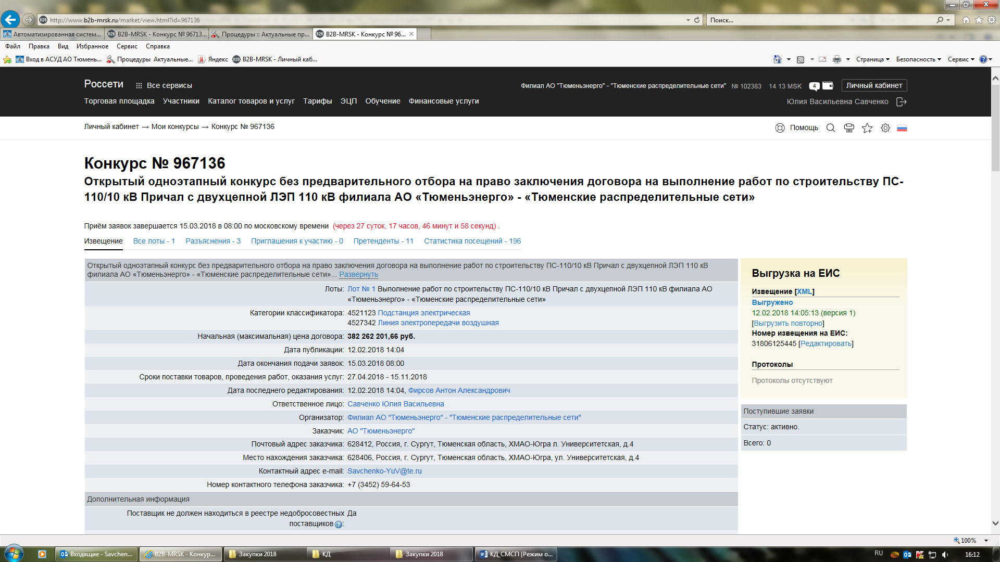 http://www.b2b-mrsk.ru/market/view.html?id=967136
Поиск...
Автоматизированная систем...
B2B-MRSK - Конкурс № 96713...
Процедуры :: Актуальные пр...
B2B-MRSK - Конкурс № 96...
Файл Правка Вид Избранное Сервис Справка
Вход в АСУД АО Тюмень... Процедуры Актуальные... Яндекс B2B-MRSK - Личный каб...
Страница Безопасность Сервис
Россети Все сервисы
Филиал АО "Тюменьэнерго" - "Тюменские распределительные сети" № 102383 14 13 MSK 4 Личный кабинет
Торговая площадка Участники Каталог товаров и услуг Тарифы ЭЦП Обучение Финансовые услуги
Юлия Васильевна Савченко
Личный кабинет → Мои конкурсы → Конкурс № 967136
Помощь
Конкурс № 967136
Открытый одноэтапный конкурс без предварительного отбора на право заключения договора на выполнение работ по строительству ПС-
110/10 кВ Причал с двухцепной ЛЭП 110 кВ филиала АО «Тюменьэнерго» - «Тюменские распределительные сети»
Приём заявок завершается 15.03.2018 в 08:00 по московскому времени (через 27 суток, 17 часов, 46 минут и 58 секунд) .
Извещение Все лоты - 1 Разъяснения - 3 Приглашения к участию - 0 Претенденты - 11 Статистика посещений - 196
Открытый одноэтапный конкурс без предварительного отбора на право заключения договора на выполнение работ по строительству ПС-110/10 кВ Причал с двухцепной ЛЭП 110 кВ
филиала АО «Тюменьэнерго» - «Тюменские распределительные сети»... Развернуть
Лоты: Лот № 1 Выполнение работ по строительству ПС-110/10 кВ Причал с двухцепной ЛЭП 110 кВ филиала АО
«Тюменьэнерго» - «Тюменские распределительные сети»
Категории классификатора: 4521123 Подстанция электрическая
4527342 Линия электропередачи воздушная
Начальная (максимальная) цена договора: 382 262 201,66 руб.
Дата публикации: 12.02.2018 14:04
Дата окончания подачи заявок: 15.03.2018 08:00
Сроки поставки товаров, проведения работ, оказания услуг: 27.04.2018 - 15.11.2018
Дата последнего редактирования: 12.02.2018 14:04, Фирсов Антон Александрович
Ответственное лицо: Савченко Юлия Васильевна
Организатор: Филиал АО "Тюменьэнерго" - "Тюменские распределительные сети"
Заказчик: АО "Тюменьэнерго"
Почтовый адрес заказчика: 628412, Россия, г. Сургут, Тюменская область, ХМАО-Югра л. Университетская, д.4
Место нахождения заказчика: 628406, Россия, г. Сургут, Тюменская область, ХМАО-Югра, ул. Университетская, д.4
Контактный адрес e-mail: Savchenko-YuV@te.ru
Номер контактного телефона заказчика: +7 (3452) 59-64-53
Дополнительная информация
Поставщик не должен находиться в реестре недобросовестных Да
поставщиков ? :
Выгрузка на ЕИС
Извещение [XML]
Выгружено
12.02.2018 14:05:13 (версия 1)
[Выгрузить повторно]
Номер извещения на ЕИС:
31806125445 [Редактировать]
Протоколы
Протоколы отсутствуют
Поступившие заявки
Статус: активно.
Всего: 0
100%
Входящие - Savchen... B2B-MRSK - Конкур... Закупки 2018 КД Закупки 2018 КД_СМСП [Режим о... RU 16:12